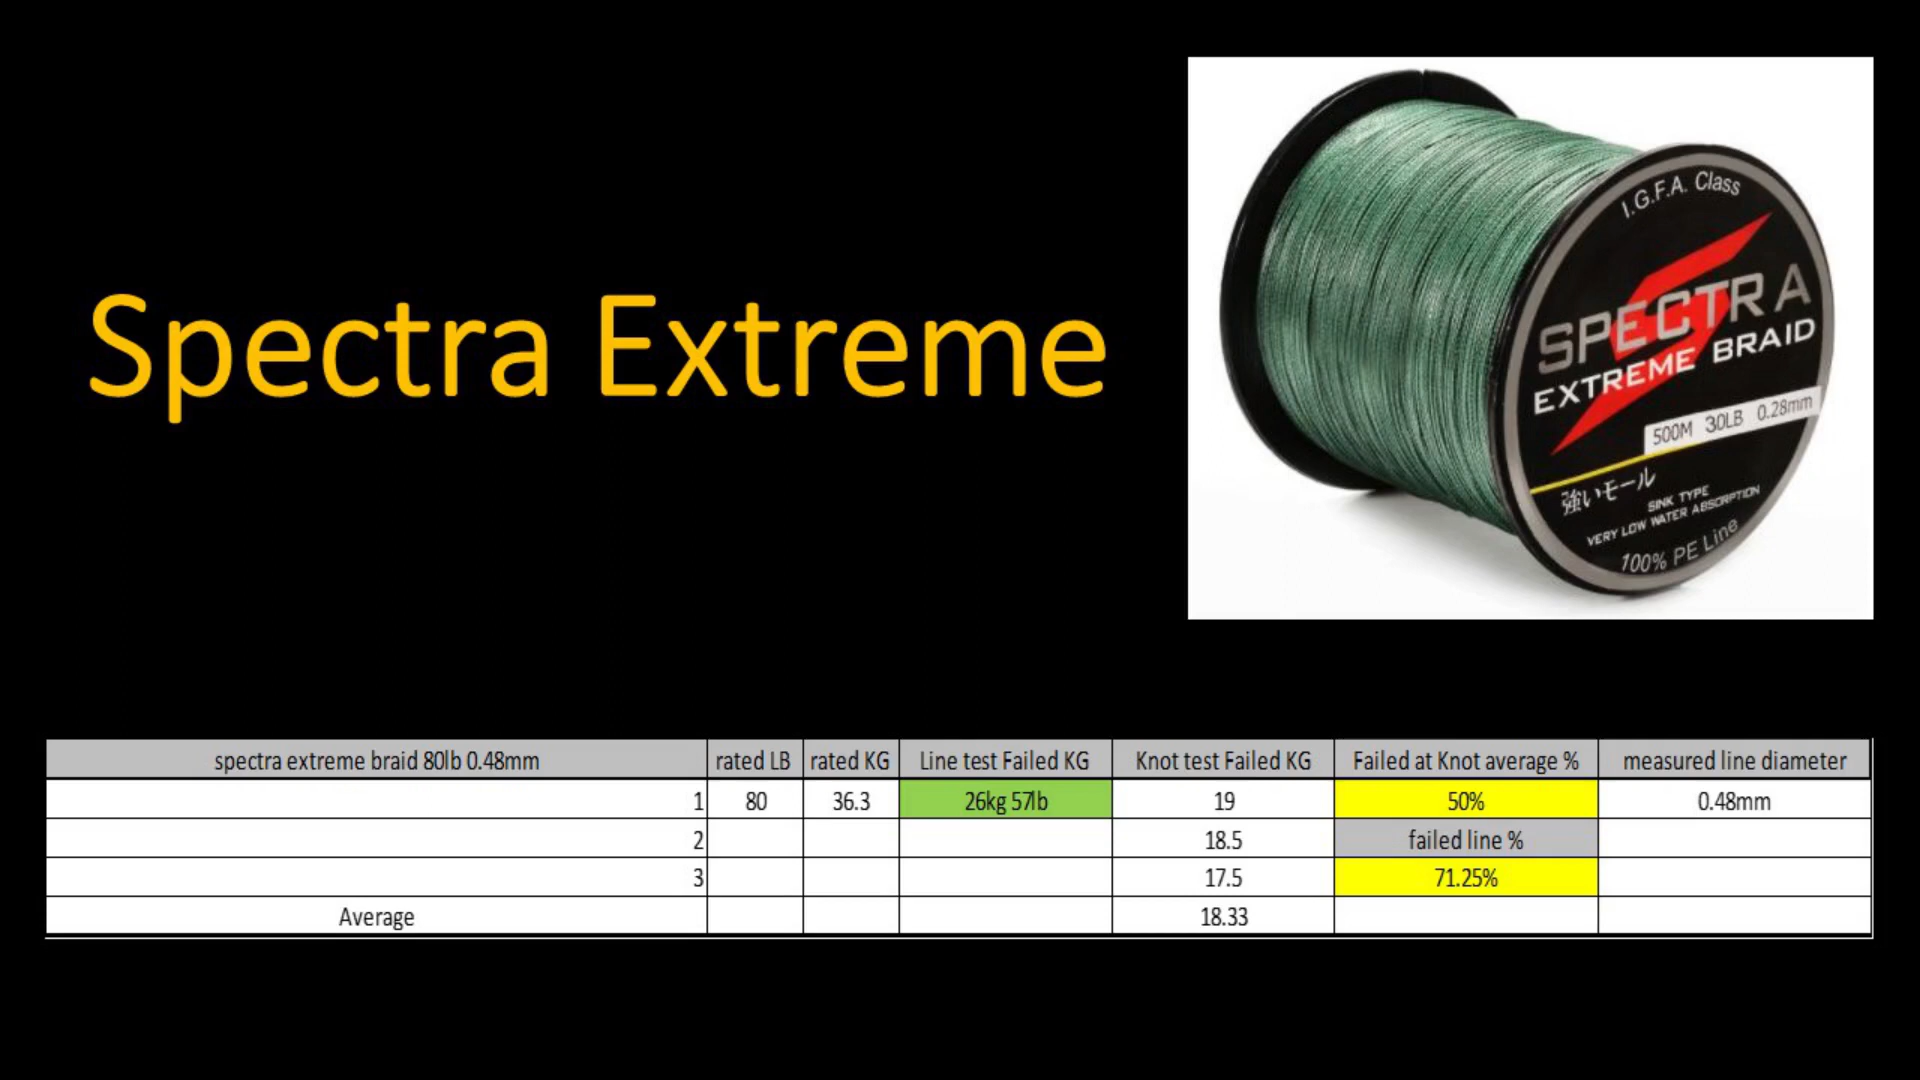 I.G.F.A. Class
SPECTRA
EXTREME BRAID
500M 30LB 0.28mm
強いモール
SINK TYPE
VERY LOW WATER ABSORPTION
100% PE Line
Spectra Extreme
spectra extreme braid 80lb 0.48mm rated LB rated KG Line test Failed KG Knot test Failed KG Failed at Knot average % measured line diameter
1 80 36.3 26kg 57lb 19 50% 0.48mm
2 18.5 failed line %
3 17.5 71.25%
Average 18.33